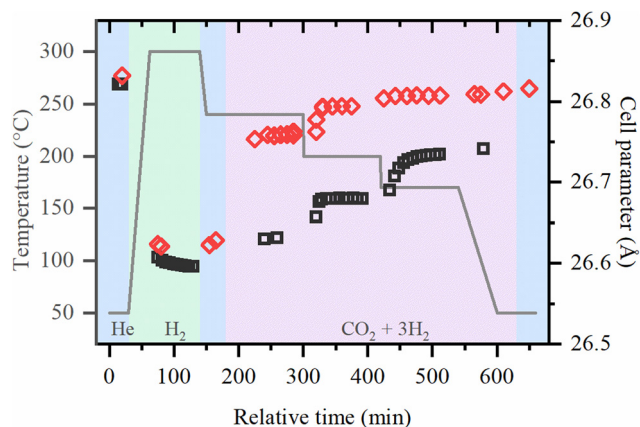 300
250
200
150
100
50
Temperature (°C)
26.9
26.8
26.7
26.6
26.5
Cell parameter (Å)
He
H₂
CO₂ + 3H₂
0 100 200 300 400 500 600
Relative time (min)